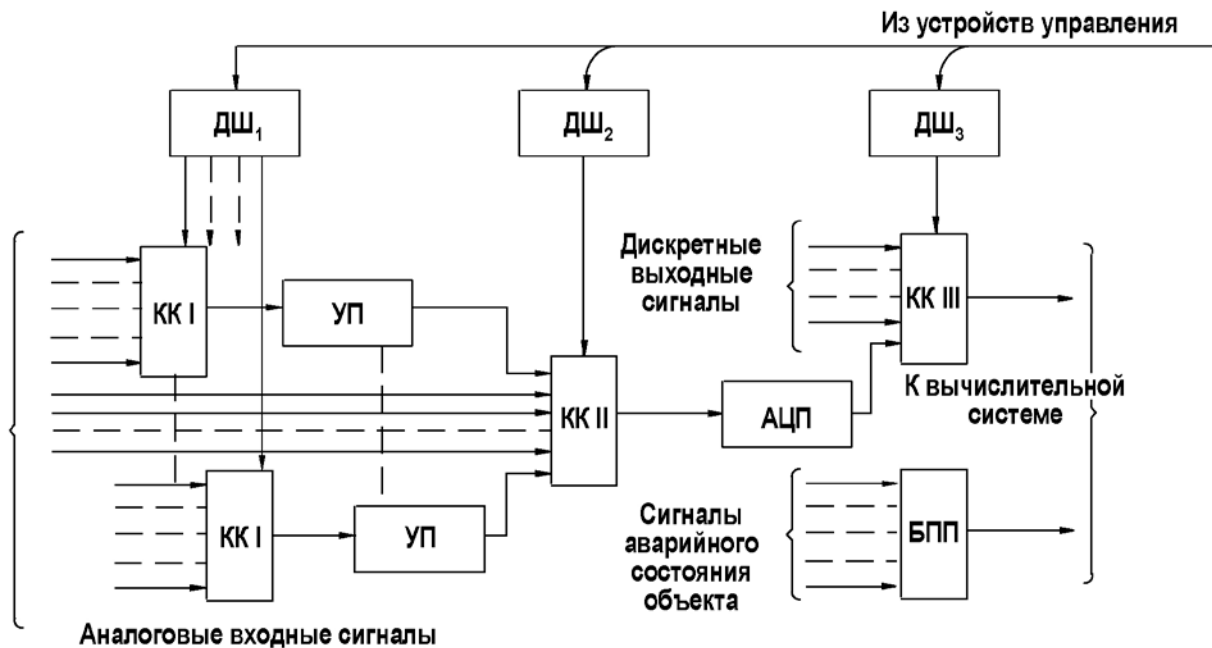 Из устройств управления
ДШ1
ДШ2
ДШ3
Дискретные
выходные
сигналы
КК I
УП
КК III
КК II
АЦП
К вычислительной
системе
КК I
УП
Сигналы
аварийного
состояния
объекта
БПП
Аналоговые входные сигналы